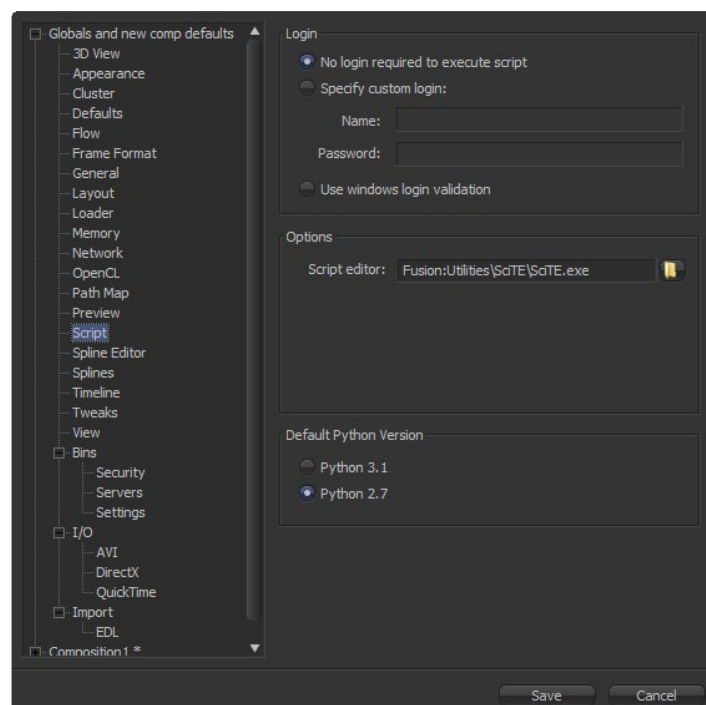 Globals and new comp defaults
3D View
Appearance
Cluster
Defaults
Flow
Frame Format
General
Layout
Loader
Memory
Network
OpenCL
Path Map
Preview
Script
Spline Editor
Splines
Timeline
Tweaks
View
Bins
Security
Servers
Settings
I/O
AVI
DirectX
QuickTime
Import
EDL
Composition1 *
Login
No login required to execute script
Specify custom login:
Name:
Password:
Use windows login validation
Options
Script editor: Fusion:Utilities\SciTE\SciTE.exe
Default Python Version
Python 3.1
Python 2.7
Save Cancel